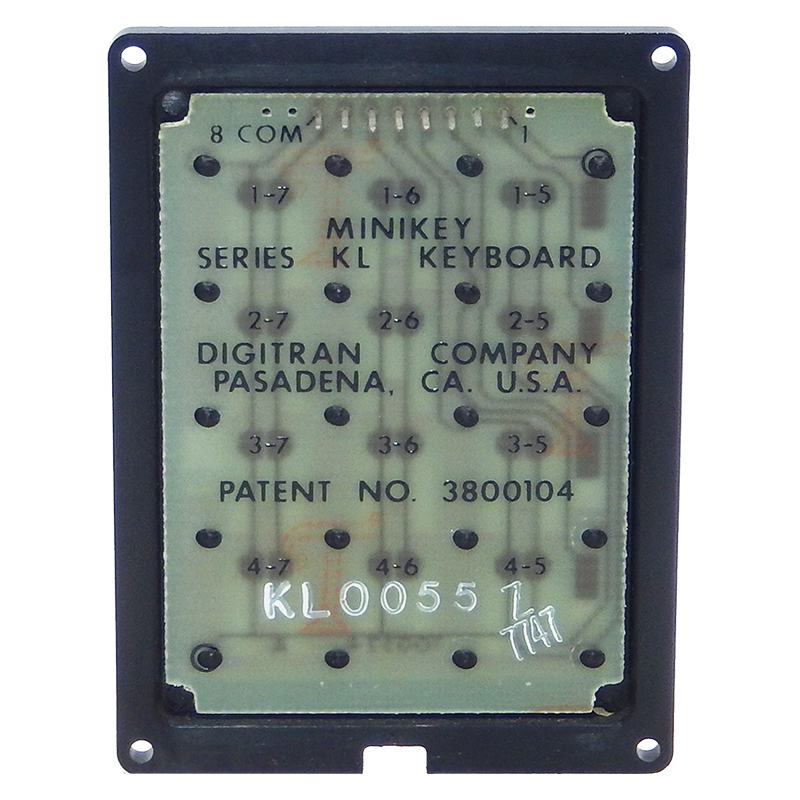 8 COM 1
1-7 1-6 1-5
MINIKEY
SERIES KL KEYBOARD
2-7 2-6 2-5
DIGITRAN COMPANY
PASADENA, CA. U.S.A.
3-7 3-6 3-5
PATENT NO. 3800104
4-7 4-6 4-5
KL0055 Z
7747